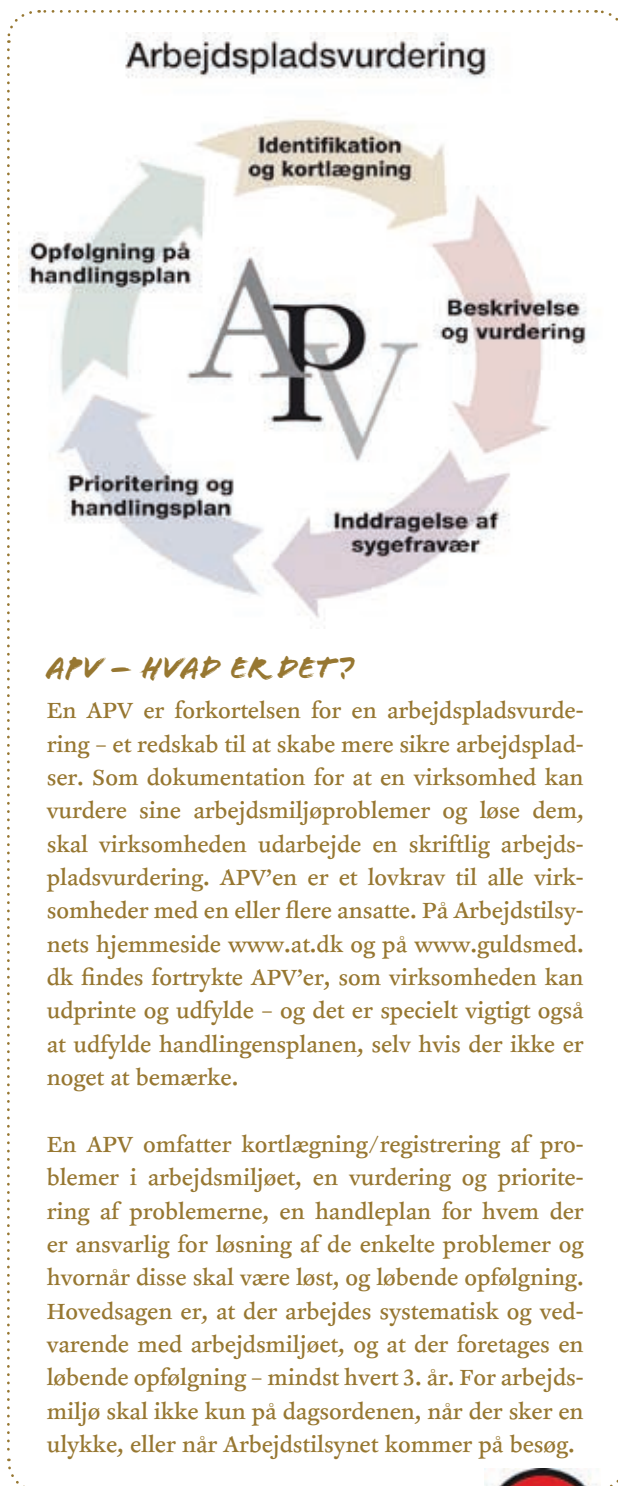 Arbejdspladsvurdering
Identifikation
og kortlægning
Beskrivelse
og vurdering
Inddragelse af
sygefravær
Prioritering og
handlingsplan
Opfølgning på
handlingsplan
APV
APV – HVAD ER DET?
En APV er forkortelsen for en arbejdspladsvurde-
ring – et redskab til at skabe mere sikre arbejdsplad-
ser. Som dokumentation for at en virksomhed kan
vurdere sine arbejdsmiljøproblemer og løse dem,
skal virksomheden udarbejde en skriftlig arbejds-
pladsvurdering. APV’en er et lovkrav til alle virk-
somheder med en eller flere ansatte. På Arbejdstilsy-
nets hjemmeside www.at.dk og på www.guldsmed.
dk findes fortrykte APV’er, som virksomheden kan
udprinte og udfylde – og det er specielt vigtigt også
at udfylde handlingensplanen, selv hvis der ikke er
noget at bemærke.
En APV omfatter kortlægning/registrering af pro-
blemer i arbejdsmiljøet, en vurdering og priorite-
ring af problemerne, en handleplan for hvem der
er ansvarlig for løsning af de enkelte problemer og
hvornår disse skal være løst, og løbende opfølgning.
Hovedsagen er, at der arbejdes systematisk og ved-
varende med arbejdsmiljøet, og at der foretages en
løbende opfølgning – mindst hvert 3. år. For arbejds-
miljø skal ikke kun på dagsordenen, når der sker en
ulykke, eller når Arbejdstilsynet kommer på besøg.